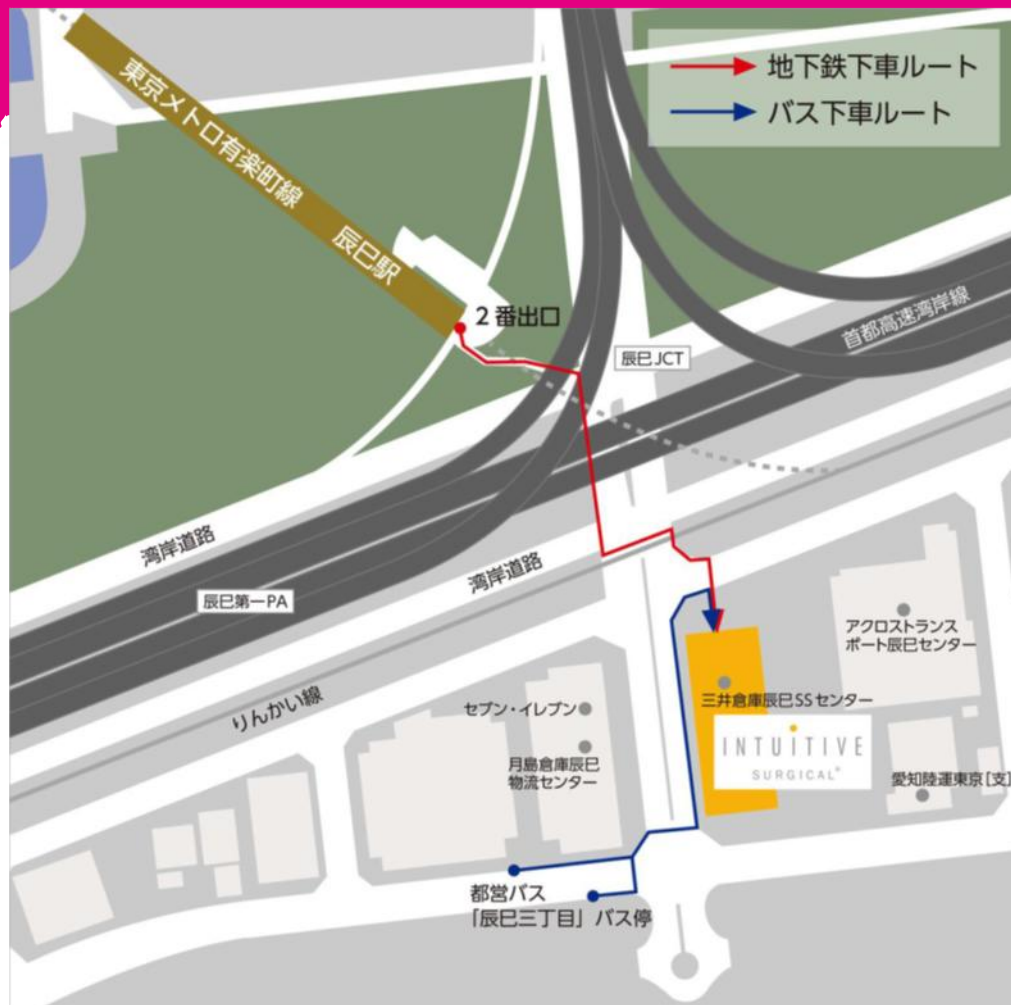 地下鉄下車ルート
バス下車ルート
東京メトロ有楽町線 辰巳駅
2番出口
辰巳JCT
首都高速湾岸線
湾岸道路
湾岸道路
辰巳第一PA
りんかい線
アクロストランス
ポート辰巳センター
三井倉庫辰巳SSセンター
セブン・イレブン
INTUITIVE
SURGICAL®
月島倉庫辰巳
物流センター
愛知陸運東京[支]
都営バス
「辰巳三丁目」バス停